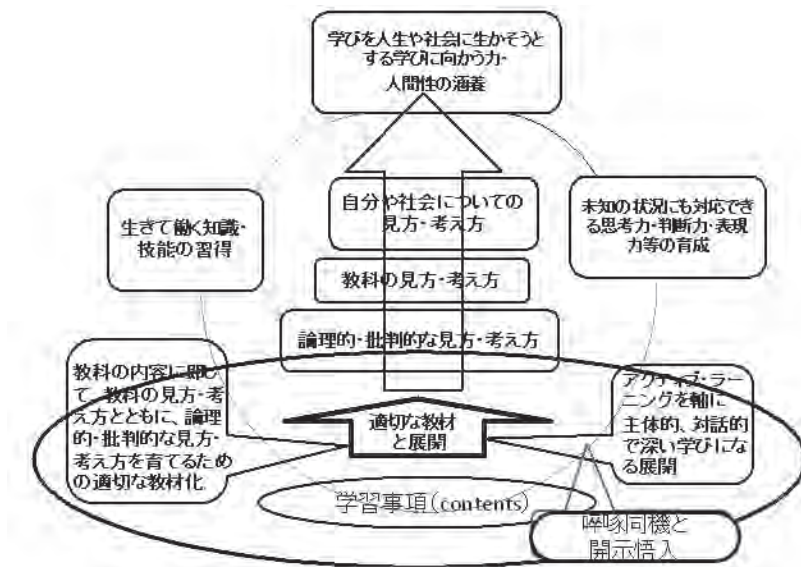 学びを人生や社会に生かそうと
する学びに向かう力・
人間性の涵養
自分や社会についての
見方・考え方
生きて働く知識・
技能の習得
未知の状況にも対応でき
る思考力・判断力・表現
力等の育成
教科の見方・考え方
論理的・批判的な見方・考え方
教科の内容に即し
て、教科の見方・考
え方とともに、論理
的・批判的な見方・
考え方を育てるため
の適切な教材化
適切な教材
と展開
アクティブ・ラー
ニングを軸に
主体的、対話的
で深い学びにな
る展開
学習事項(contents)
啐啄同機と
開示悟入